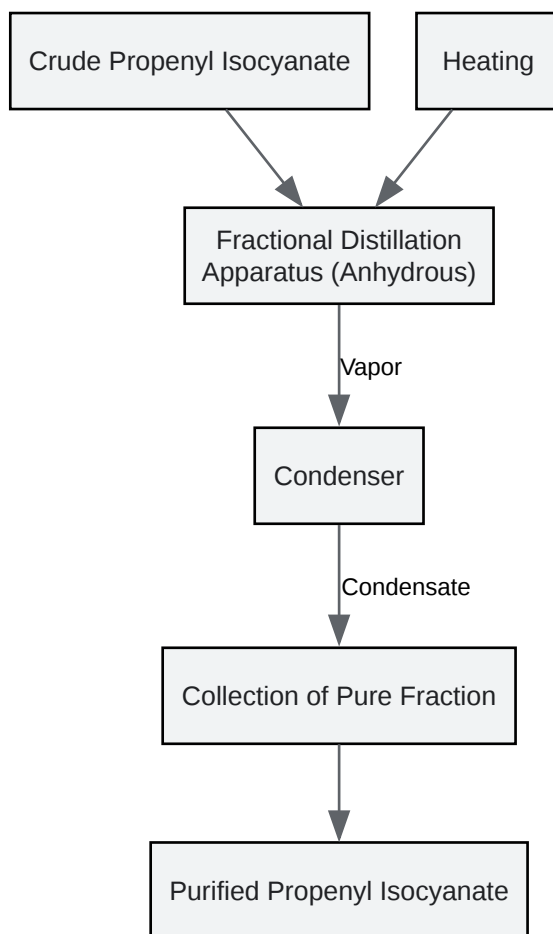 Crude Propenyl Isocyanate
Heating
Fractional Distillation
Apparatus (Anhydrous)
Vapor
Condenser
Condensate
Collection of Pure Fraction
Purified Propenyl Isocyanate